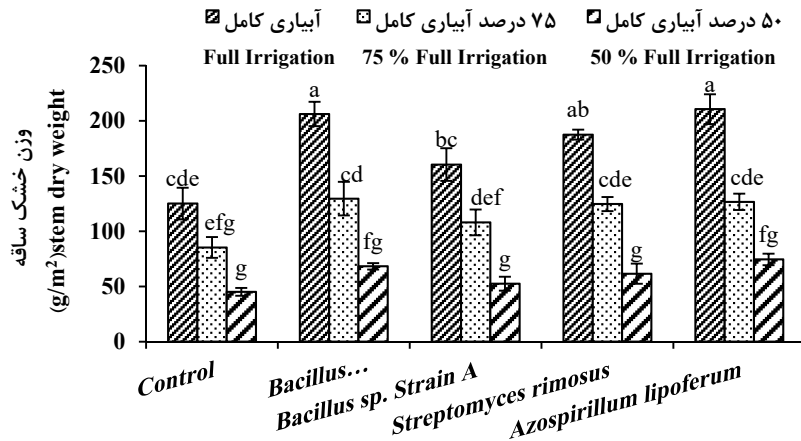 آبیاری کامل ۷۵ درصد آبیاری کامل ۵۰ درصد آبیاری کامل
Full Irrigation 75 % Full Irrigation 50 % Full Irrigation
وزن خشک ساقه
(g/m²)stem dry weight
250
200
150
100
50
0
cde efg g
a cd fg
bc def g
ab cde g
a cde fg
Control
Bacillus…
Bacillus sp. Strain A
Streptomyces rimosus
Azospirillum lipoferum